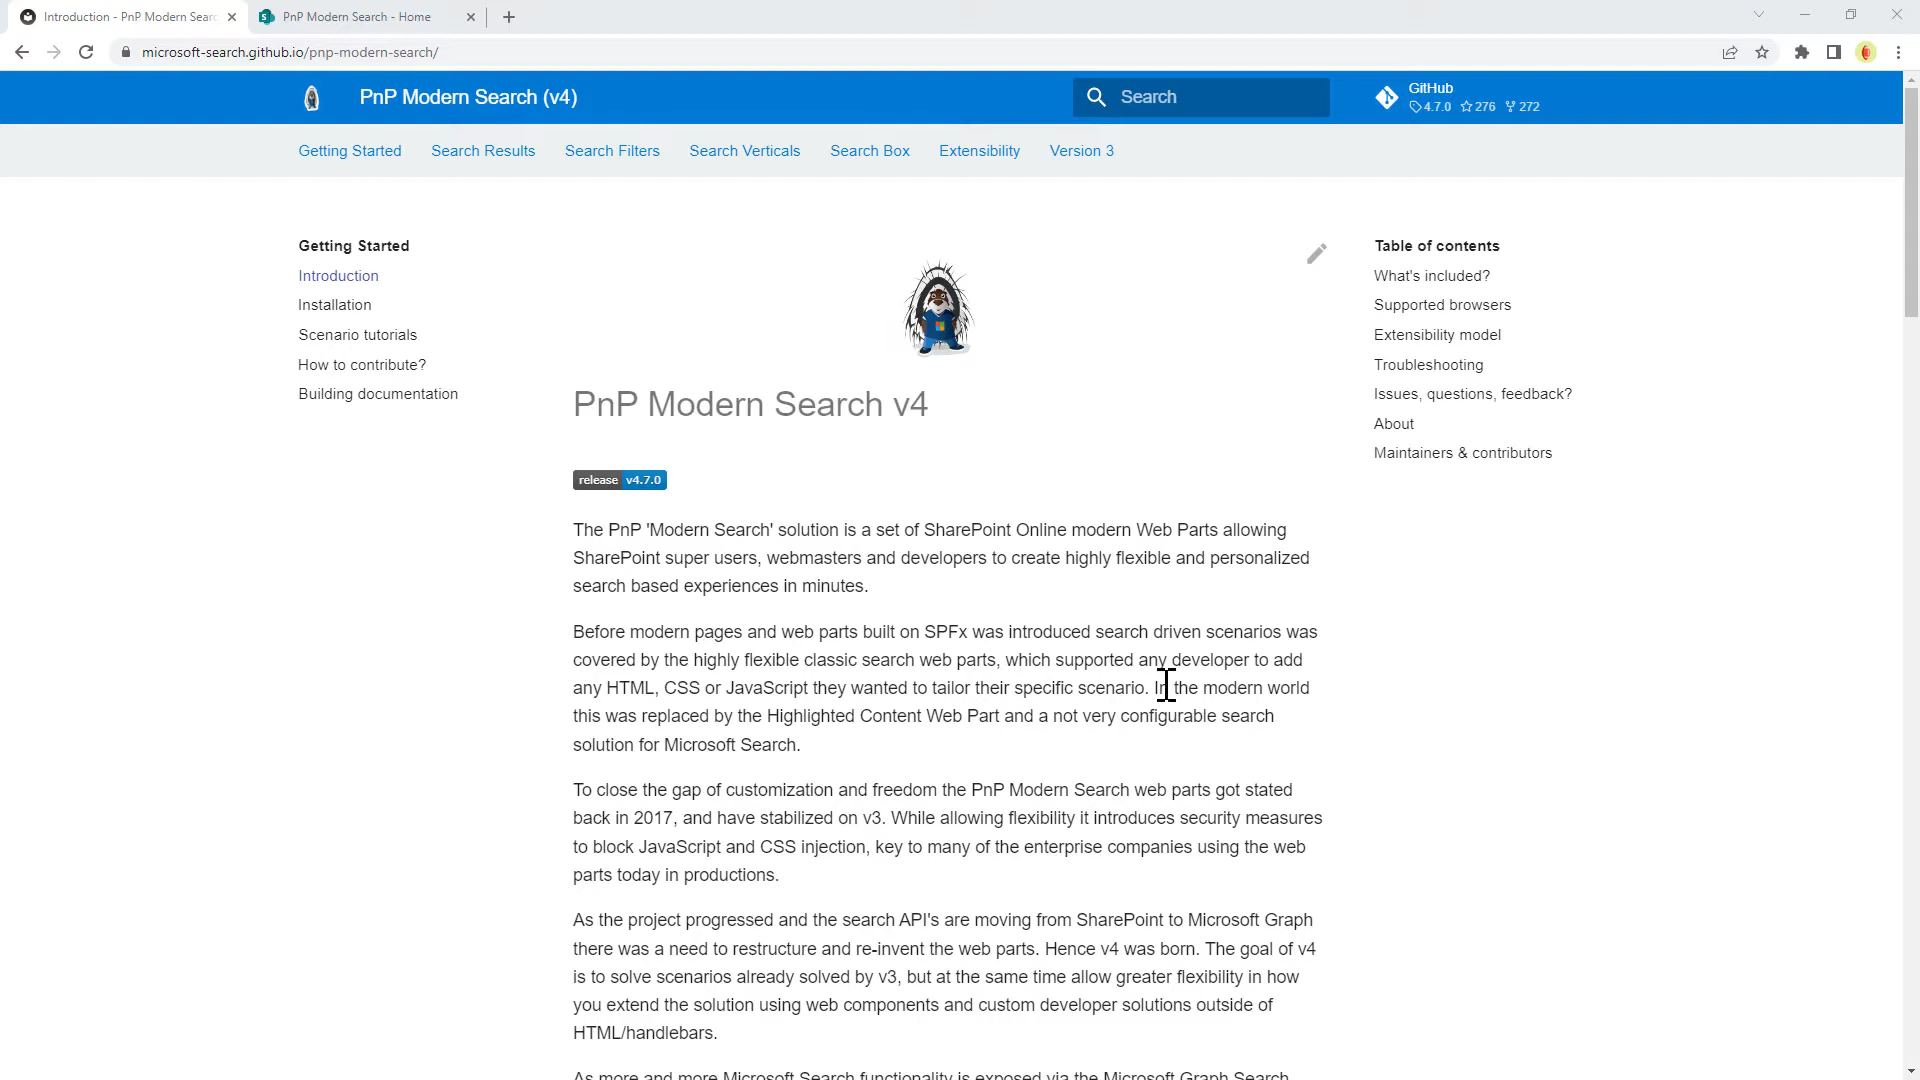 Introduction - PnP Modern Searc
PnP Modern Search - Home
microsoft-search.github.io/pnp-modern-search/
PnP Modern Search (v4)
Search
GitHub
4.7.0 276 272
Getting Started
Search Results
Search Filters
Search Verticals
Search Box
Extensibility
Version 3
Getting Started
Introduction
Installation
Scenario tutorials
How to contribute?
Building documentation
PnP Modern Search v4
release v4.7.0
The PnP 'Modern Search' solution is a set of SharePoint Online modern Web Parts allowing
SharePoint super users, webmasters and developers to create highly flexible and personalized
search based experiences in minutes.
Before modern pages and web parts built on SPFx was introduced search driven scenarios was
covered by the highly flexible classic search web parts, which supported any developer to add
any HTML, CSS or JavaScript they wanted to tailor their specific scenario. In the modern world
this was replaced by the Highlighted Content Web Part and a not very configurable search
solution for Microsoft Search.
To close the gap of customization and freedom the PnP Modern Search web parts got stated
back in 2017, and have stabilized on v3. While allowing flexibility it introduces security measures
to block JavaScript and CSS injection, key to many of the enterprise companies using the web
parts today in productions.
As the project progressed and the search API's are moving from SharePoint to Microsoft Graph
there was a need to restructure and re-invent the web parts. Hence v4 was born. The goal of v4
is to solve scenarios already solved by v3, but at the same time allow greater flexibility in how
you extend the solution using web components and custom developer solutions outside of
HTML/handlebars.
As more and more Microsoft Search functionality is exposed via the Microsoft Graph Search
Table of contents
What's included?
Supported browsers
Extensibility model
Troubleshooting
Issues, questions, feedback?
About
Maintainers & contributors